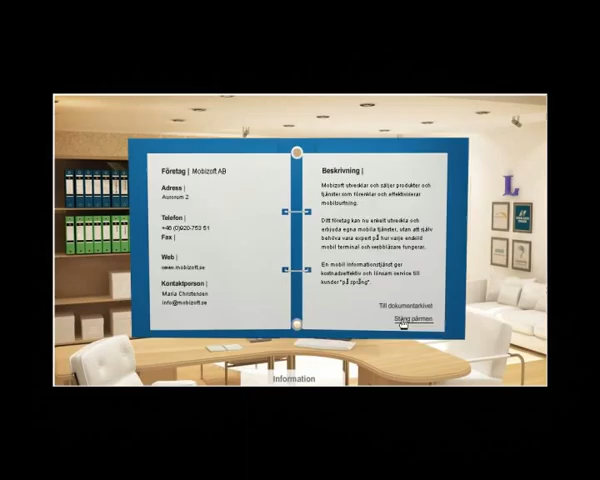 Företag | Mobizoft AB
Adress |
Aurorum 2
Telefon |
+46 (0)920-753 51
Fax |
Web |
www.mobizoft.se
Kontaktperson |
Maria Christensen
info@mobizoft.se
Beskrivning |
Mobizoft utvecklar och säljer produkter och
tjänster som förenklar och effektiviserar
mobilsurfning.
Ditt företag kan nu enkelt utveckla och
erbjuda egna mobila tjänster, utan att själv
behöva vara expert på hur varje enskild
mobil terminal och webbläsare fungerar.
En mobil informationstjänst ger
kostnadseffektiv och lönsam service till
kunder "på språng".
Till dokumentarkivet
Stäng pärmen
L
Information